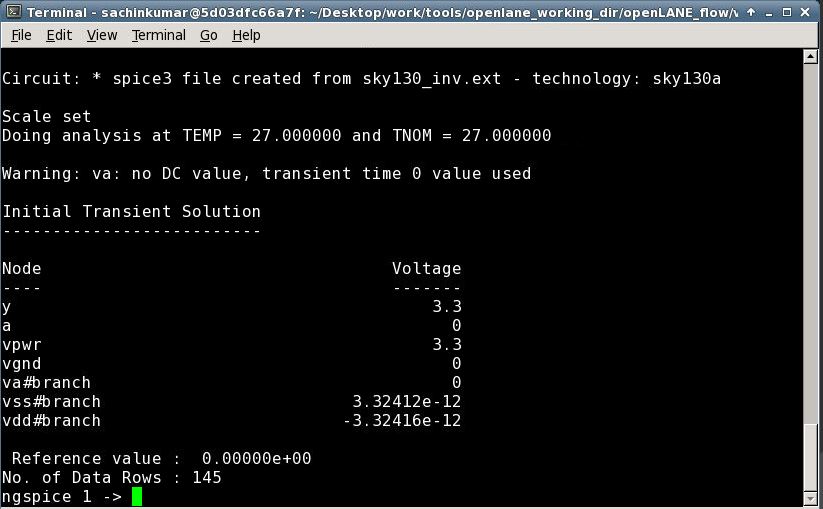 Terminal - sachinkumar@5d03dfc66a7f: ~/Desktop/work/tools/openlane_working_dir/openLANE_flow/v
File Edit View Terminal Go Help
Circuit: * spice3 file created from sky130_inv.ext - technology: sky130a
Scale set
Doing analysis at TEMP = 27.000000 and TNOM = 27.000000
Warning: va: no DC value, transient time 0 value used
Initial Transient Solution
--------------------------
Node Voltage
---- -------
y 3.3
a 0
vpwr 3.3
vgnd 0
va#branch 0
vss#branch 3.32412e-12
vdd#branch -3.32416e-12
Reference value : 0.00000e+00
No. of Data Rows : 145
ngspice 1 ->